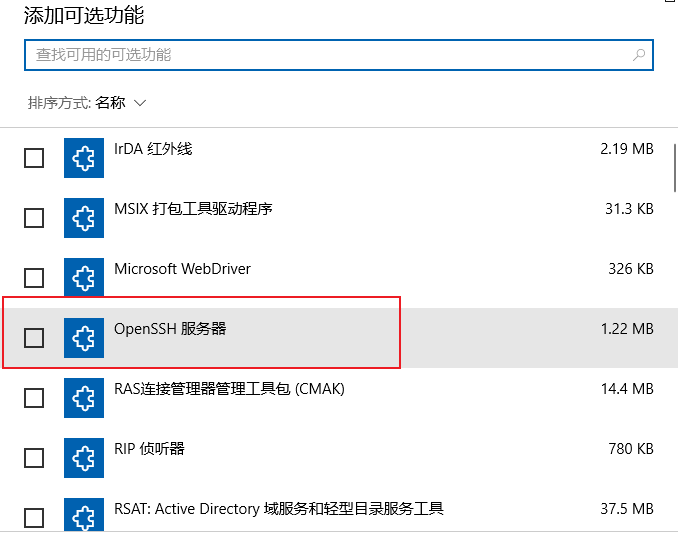 添加可选功能
查找可用的可选功能
排序方式: 名称
IrDA 红外线 2.19 MB
MSIX 打包工具驱动程序 31.3 KB
Microsoft WebDriver 326 KB
OpenSSH 服务器 1.22 MB
RAS连接管理器管理工具包 (CMAK) 14.4 MB
RIP 侦听器 780 KB
RSAT: Active Directory 域服务和轻型目录服务工具 37.5 MB